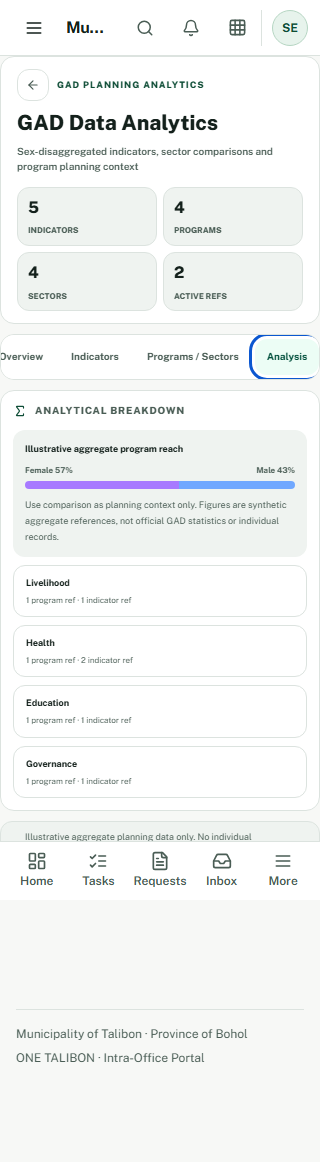 Mu...
SE
GAD PLANNING ANALYTICS
GAD Data Analytics
Sex-disaggregated indicators, sector comparisons and
program planning context
5
INDICATORS
4
PROGRAMS
4
SECTORS
2
ACTIVE REFS
Overview
Indicators
Programs / Sectors
Analysis
ANALYTICAL BREAKDOWN
Illustrative aggregate program reach
Female 57%
Male 43%
Use comparison as planning context only. Figures are synthetic
aggregate references, not official GAD statistics or individual
records.
Livelihood
1 program ref · 1 indicator ref
Health
1 program ref · 2 indicator ref
Education
1 program ref · 1 indicator ref
Governance
1 program ref · 1 indicator ref
Illustrative aggregate planning data only. No individual
Home
Tasks
Requests
Inbox
More
Municipality of Talibon · Province of Bohol
ONE TALIBON · Intra-Office Portal